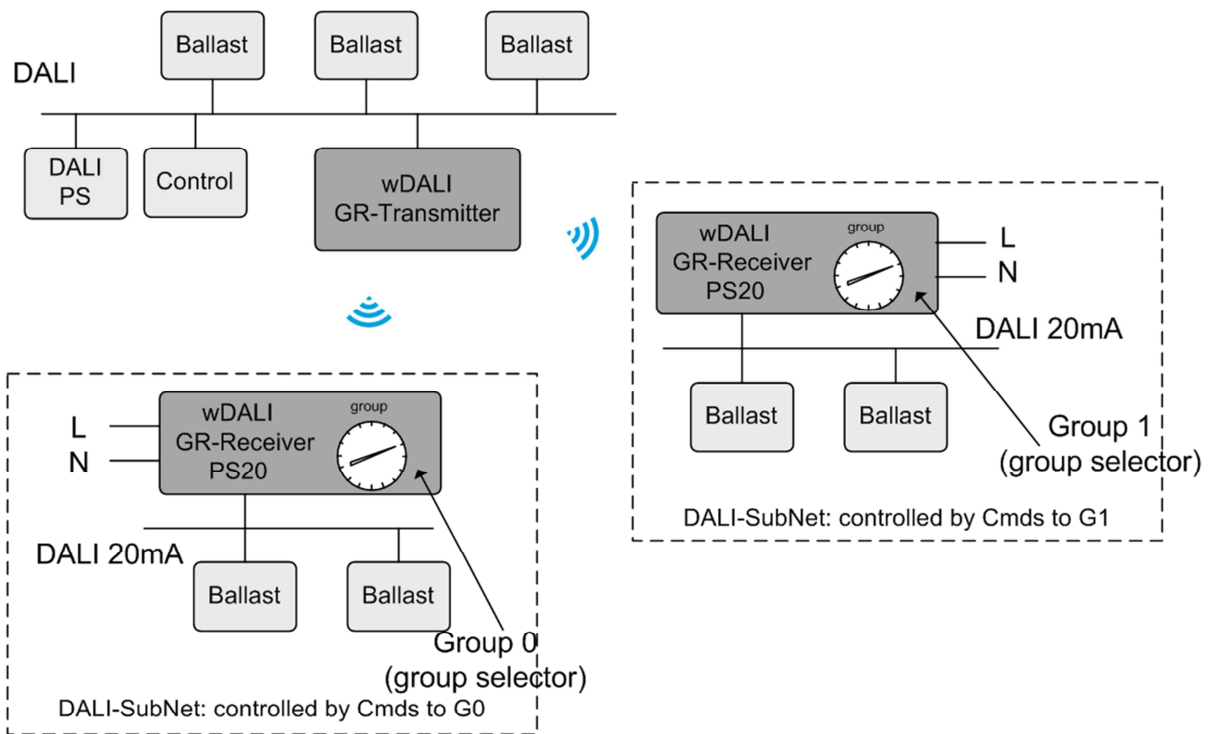 Ballast
Ballast
Ballast
DALI
DALI
PS
Control
wDALI
GR-Transmitter
wDALI
GR-Receiver
PS20
group
L
N
DALI 20mA
Ballast
Ballast
Group 1
(group selector)
DALI-SubNet: controlled by Cmds to G1
L
N
wDALI
GR-Receiver
PS20
group
DALI 20mA
Ballast
Ballast
Group 0
(group selector)
DALI-SubNet: controlled by Cmds to G0